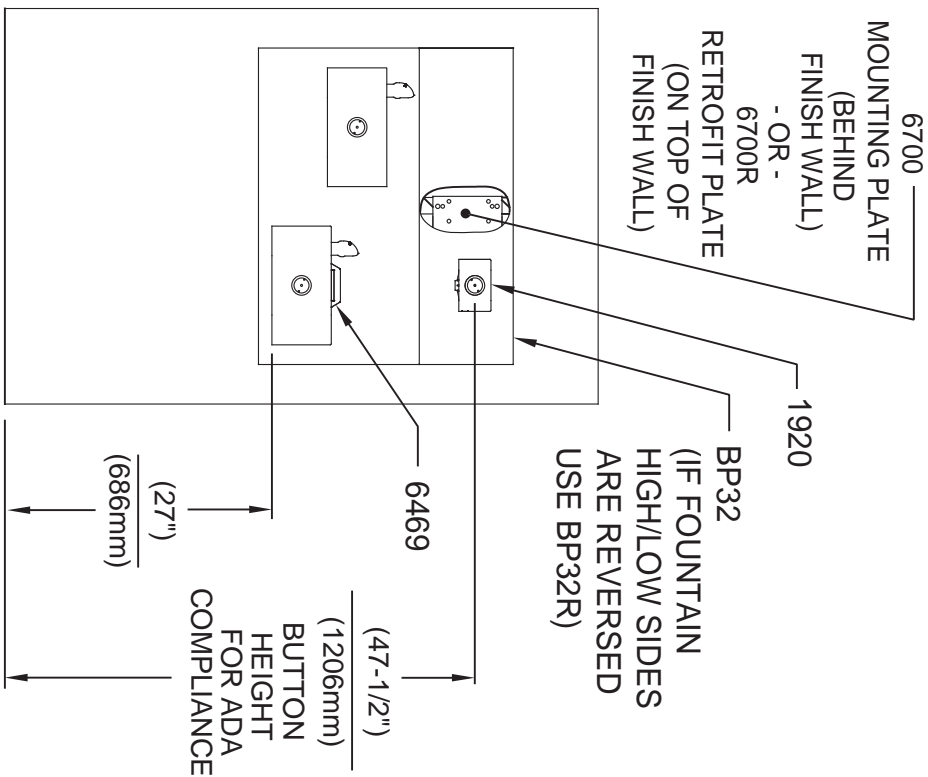 6700
MOUNTING PLATE
(BEHIND
FINISH WALL)
- OR -
6700R
RETROFIT PLATE
(ON TOP OF
FINISH WALL)
1920
BP32
(IF FOUNTAIN
HIGH/LOW SIDES
ARE REVERSED
USE BP32R)
6469
(27")
(686mm)
(47-1/2")
(1206mm)
BUTTON
HEIGHT
FOR ADA
COMPLIANCE